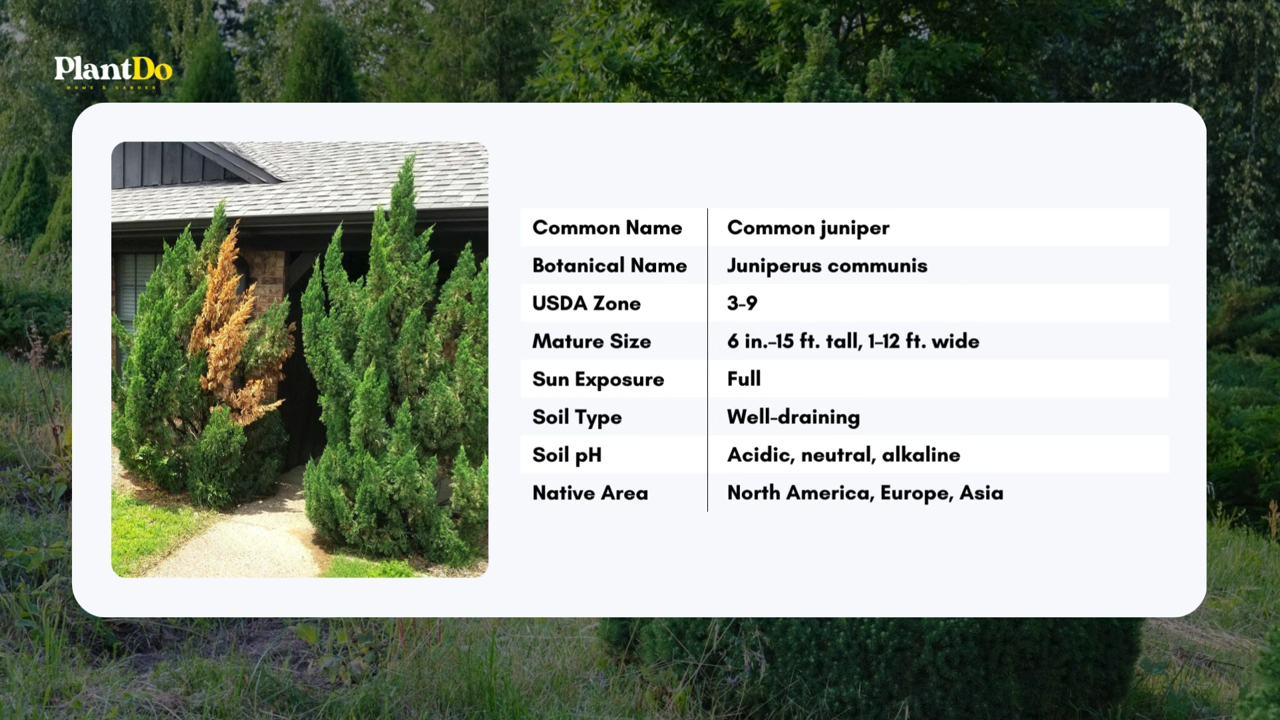 PlantDo
HOME & GARDEN
Common Name Common juniper
Botanical Name Juniperus communis
USDA Zone 3-9
Mature Size 6 in.-15 ft. tall, 1-12 ft. wide
Sun Exposure Full
Soil Type Well-draining
Soil pH Acidic, neutral, alkaline
Native Area North America, Europe, Asia